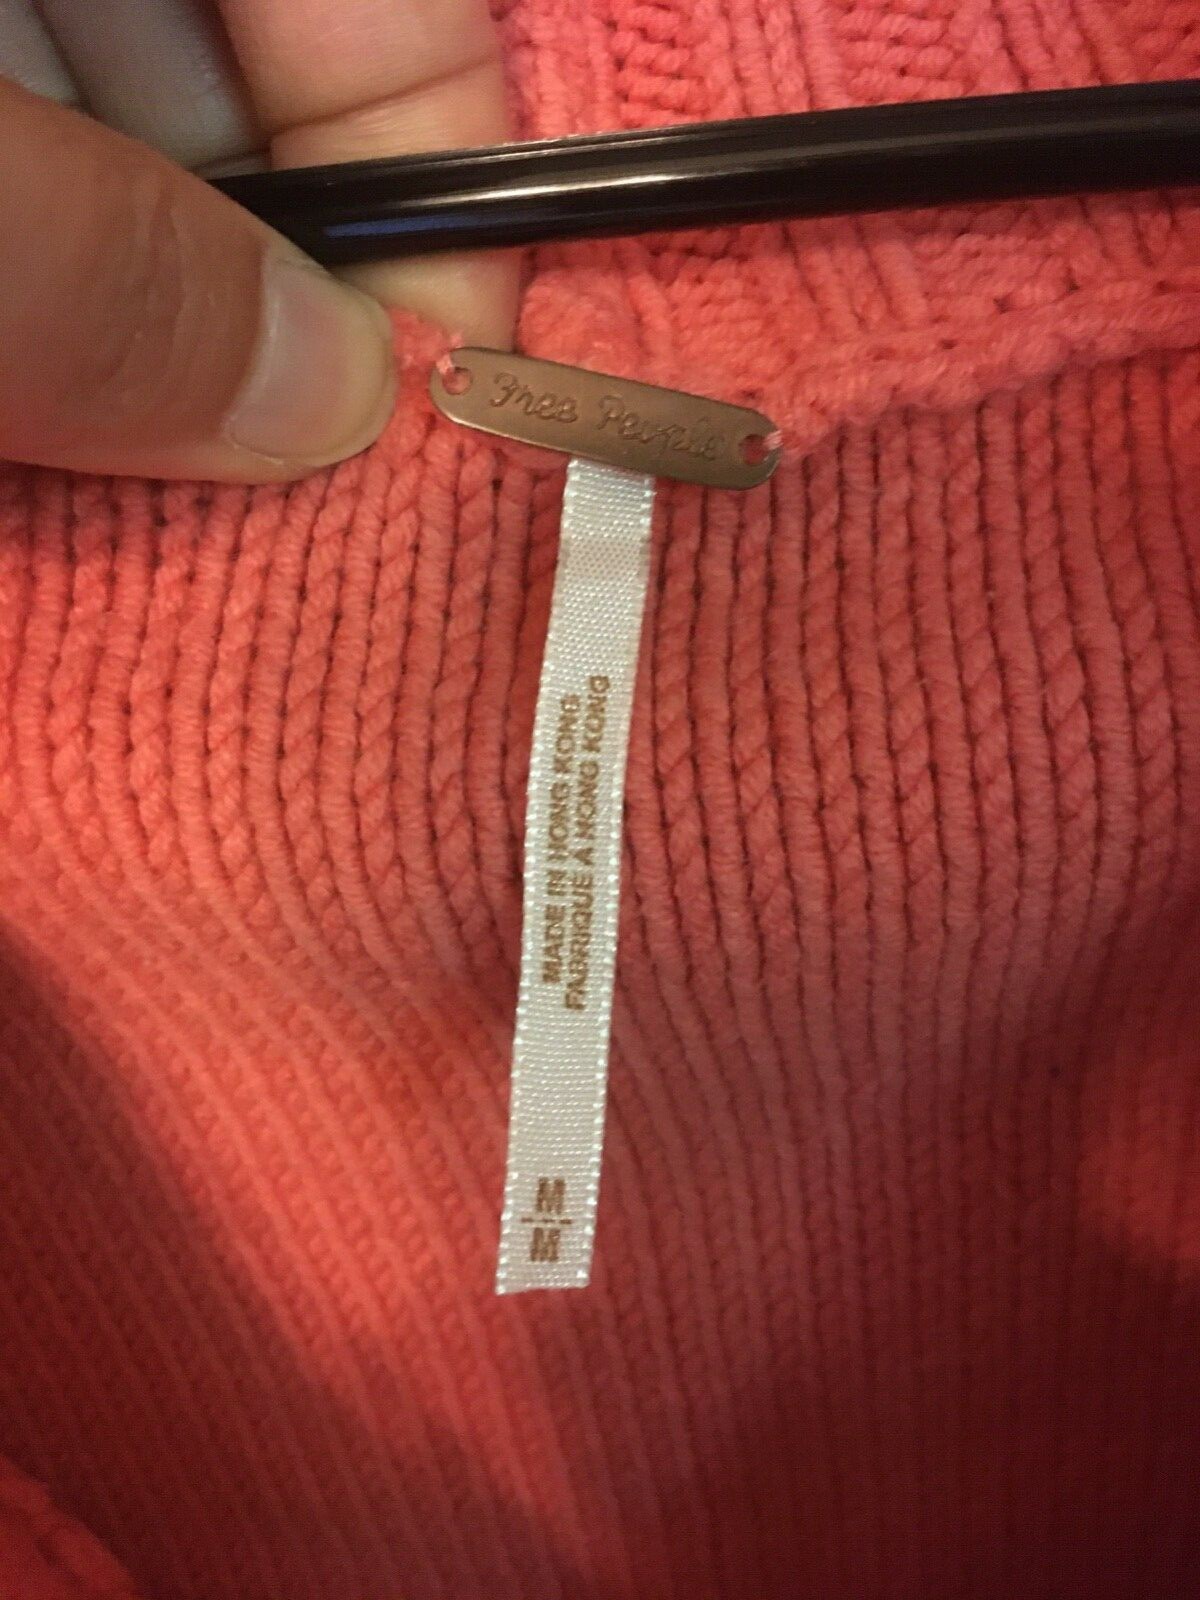 Free People
MADE IN HONG KONG
FABRIQUE A HONG KONG
M
M